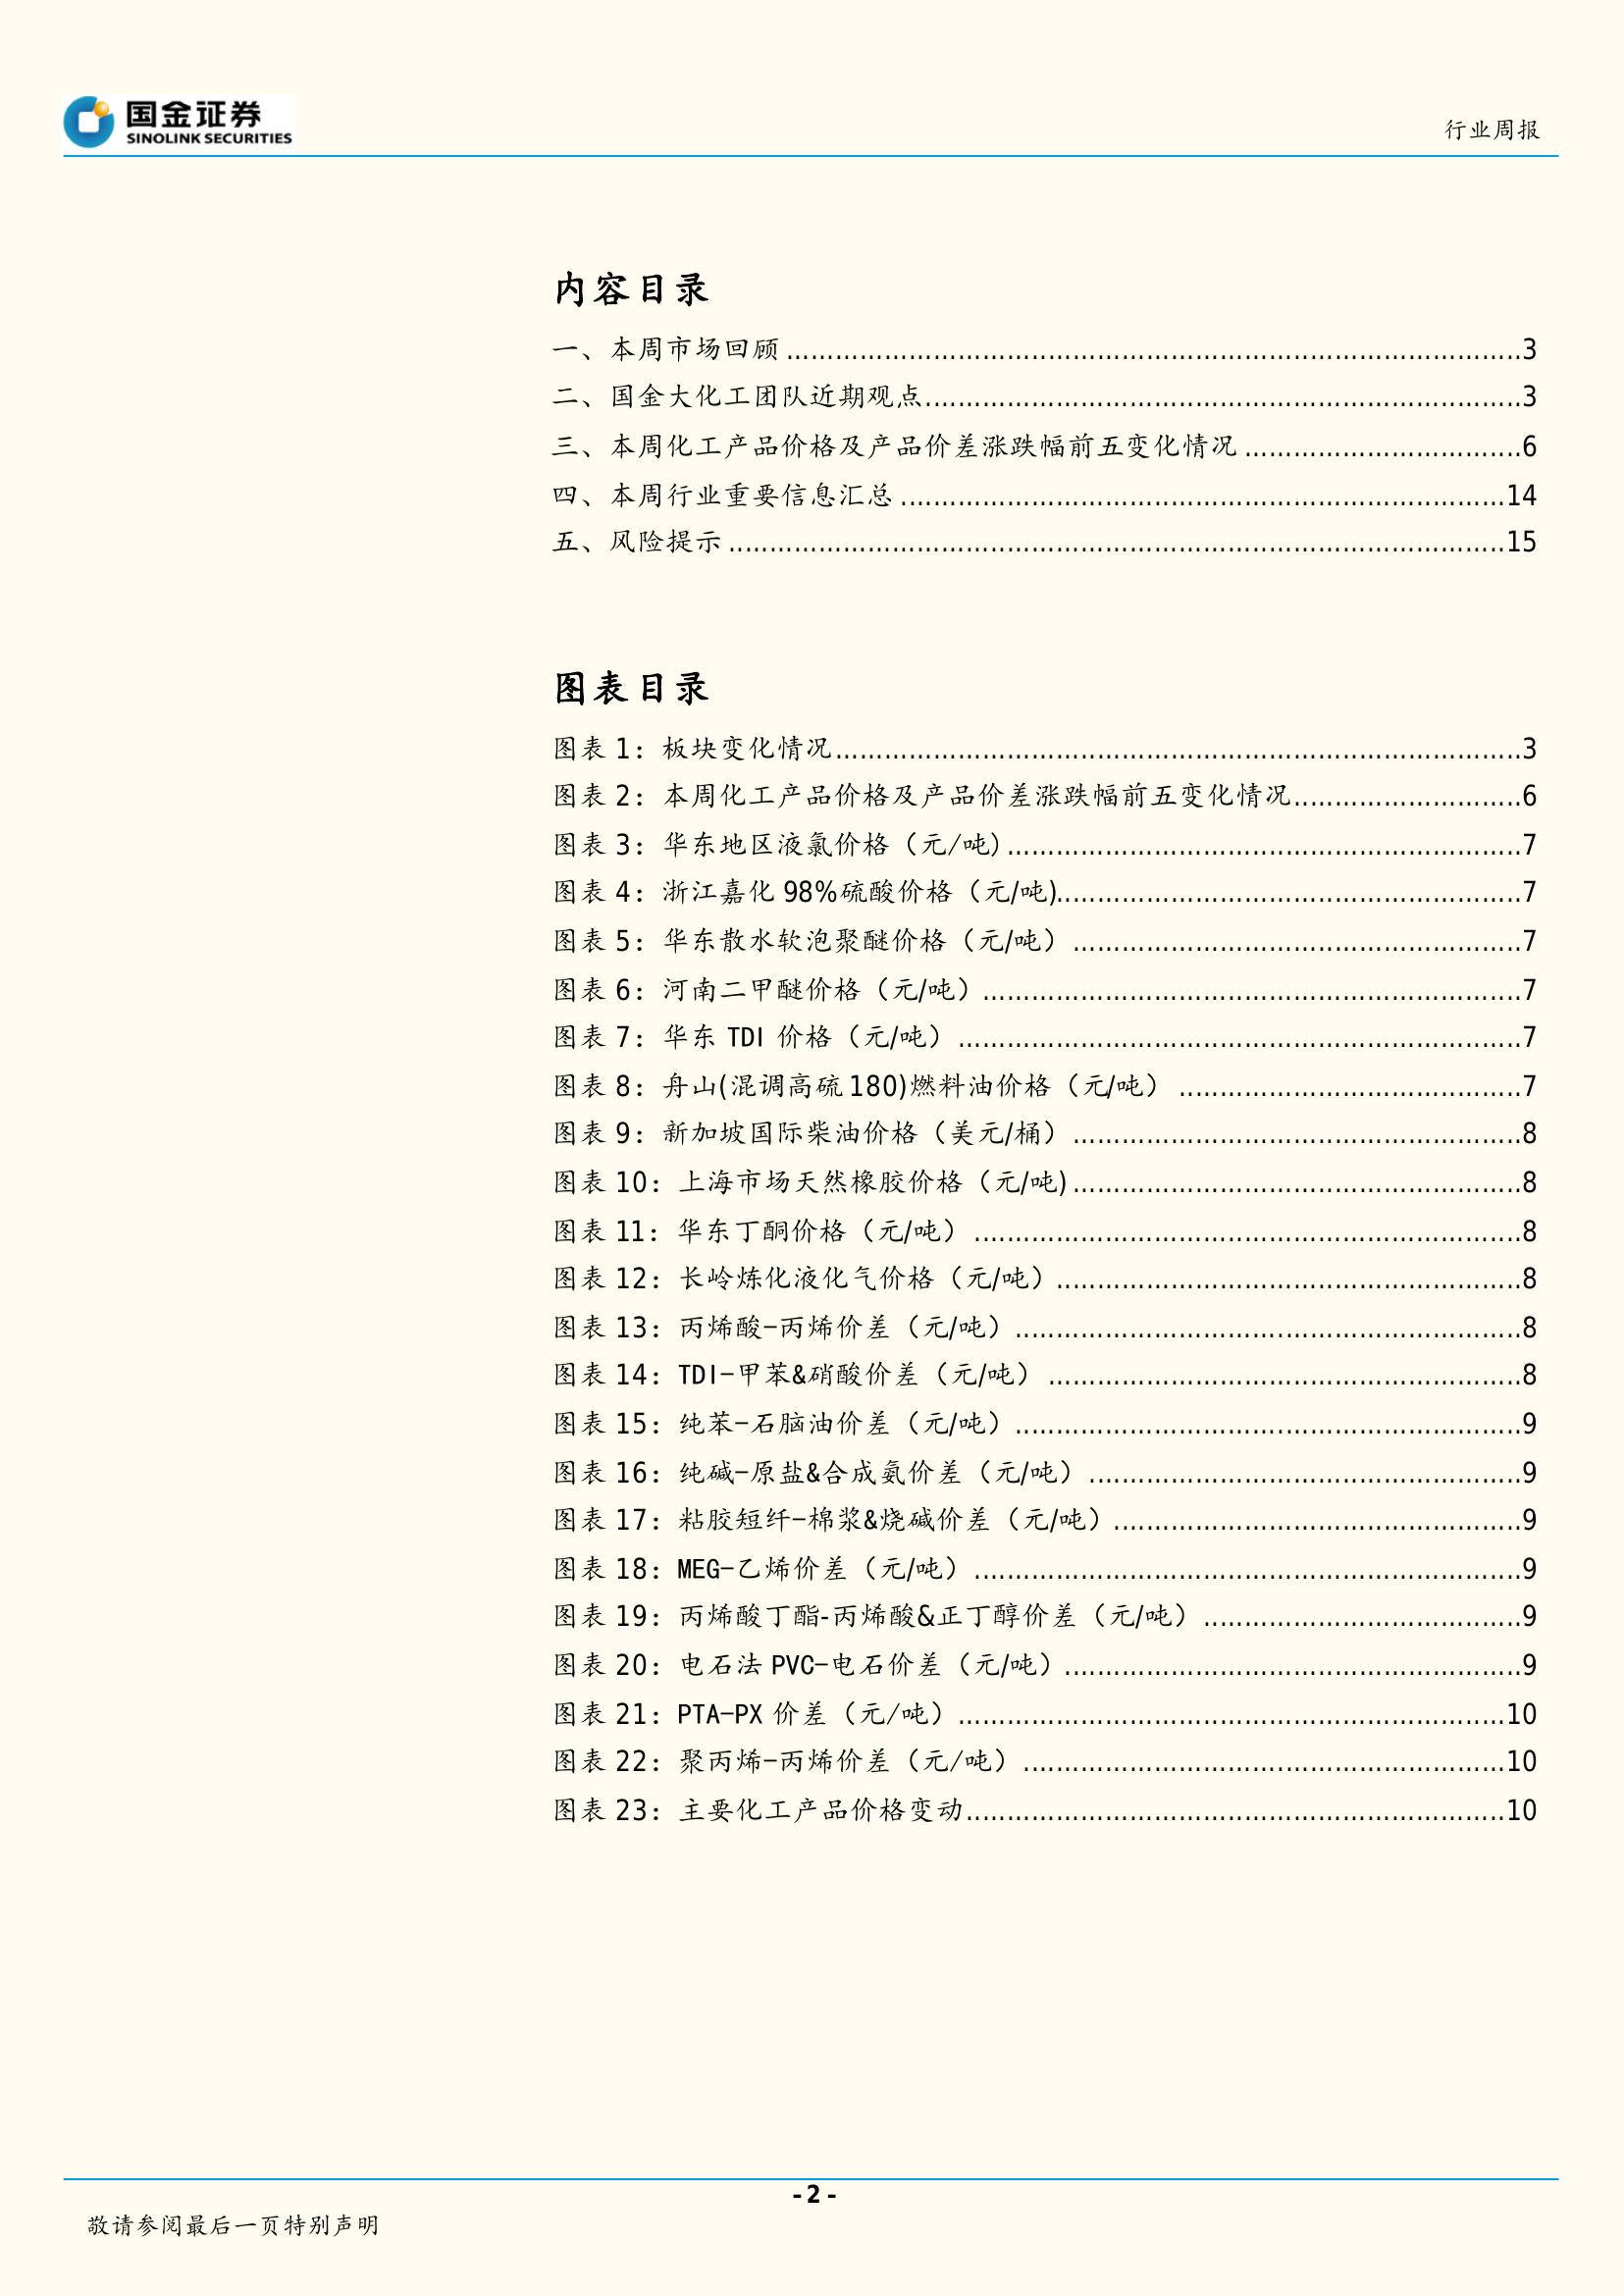 国金证券
SINOLINK SECURITIES
行业周报
内容目录
一、本周市场回顾 ........................................................................3
二、国金大化工团队近期观点........................................................................3
三、本周化工产品价格及产品价差涨跌幅前五变化情况 ..................................6
四、本周行业重要信息汇总 ..........................................................................14
五、风险提示 ..............................................................................................15
图表目录
图表 1：板块变化情况....................................................................................3
图表 2：本周化工产品价格及产品价差涨跌幅前五变化情况............................6
图表 3：华东地区液氯价格（元/吨)...............................................................7
图表 4：浙江嘉化 98%硫酸价格（元/吨).........................................................7
图表 5：华东散水软泡聚醚价格（元/吨） .......................................................7
图表 6：河南二甲醚价格（元/吨）..................................................................7
图表 7：华东 TDI 价格（元/吨） .....................................................................7
图表 8：舟山(混调高硫 180)燃料油价格（元/吨） ..........................................7
图表 9：新加坡国际柴油价格（美元/桶） .......................................................8
图表 10：上海市场天然橡胶价格（元/吨) .......................................................8
图表 11：华东丁酮价格（元/吨） ...................................................................8
图表 12：长岭炼化液化气价格（元/吨）.........................................................8
图表 13：丙烯酸-丙烯价差（元/吨）..............................................................8
图表 14：TDI-甲苯&硝酸价差（元/吨） ..........................................................8
图表 15：纯苯-石脑油价差（元/吨）..............................................................9
图表 16：纯碱-原盐&合成氨价差（元/吨）.....................................................9
图表 17：粘胶短纤-棉浆&烧碱价差（元/吨）..................................................9
图表 18：MEG-乙烯价差（元/吨） ...................................................................9
图表 19：丙烯酸丁酯-丙烯酸&正丁醇价差（元/吨） .......................................9
图表 20：电石法 PVC-电石价差（元/吨）........................................................9
图表 21：PTA-PX 价差（元/吨）...................................................................10
图表 22：聚丙烯-丙烯价差（元/吨） ...........................................................10
图表 23：主要化工产品价格变动..................................................................10
- 2 -
敬请参阅最后一页特别声明